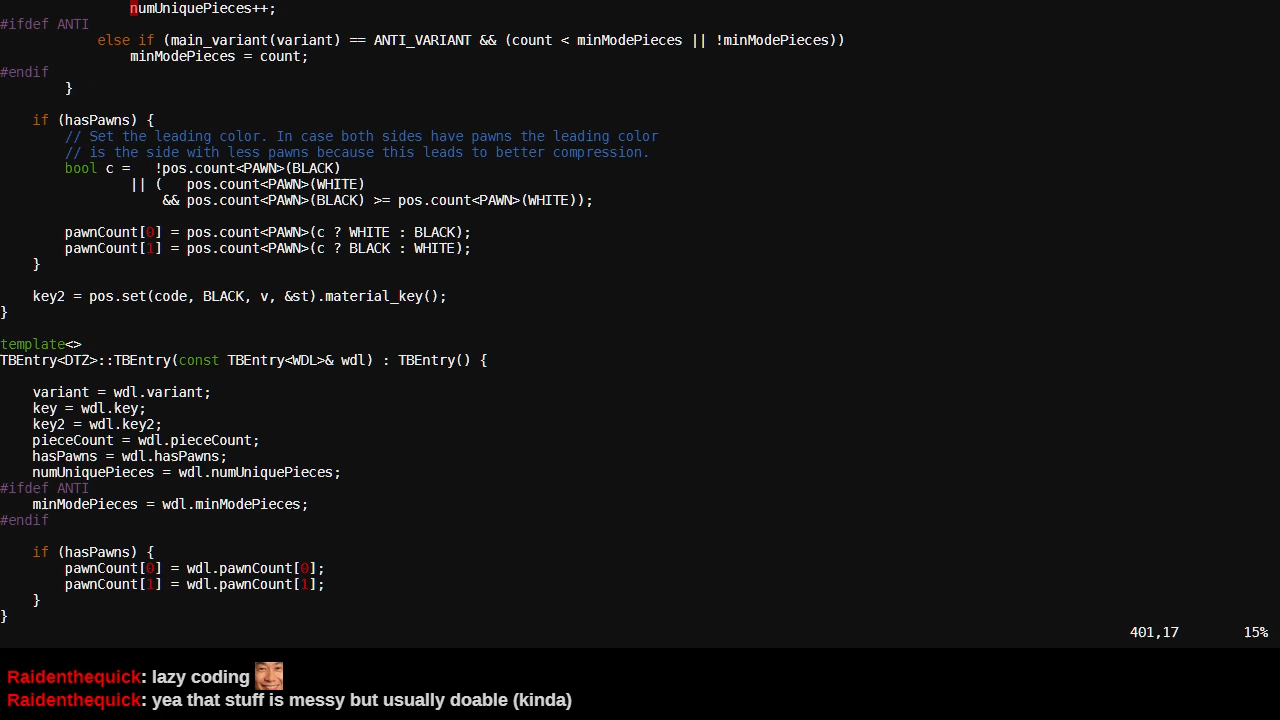 numUniquePieces++;
#ifdef ANTI
            else if (main_variant(variant) == ANTI_VARIANT && (count < minModePieces || !minModePieces))
                minModePieces = count;
#endif
        }

    if (hasPawns) {
        // Set the leading color. In case both sides have pawns the leading color
        // is the side with less pawns because this leads to better compression.
        bool c =   !pos.count<PAWN>(BLACK)
                || (   pos.count<PAWN>(WHITE)
                    && pos.count<PAWN>(BLACK) >= pos.count<PAWN>(WHITE));

        pawnCount[0] = pos.count<PAWN>(c ? WHITE : BLACK);
        pawnCount[1] = pos.count<PAWN>(c ? BLACK : WHITE);
    }

    key2 = pos.set(code, BLACK, v, &st).material_key();
}

template<>
TBEntry<DTZ>::TBEntry(const TBEntry<WDL>& wdl) : TBEntry() {

    variant = wdl.variant;
    key = wdl.key;
    key2 = wdl.key2;
    pieceCount = wdl.pieceCount;
    hasPawns = wdl.hasPawns;
    numUniquePieces = wdl.numUniquePieces;
#ifdef ANTI
    minModePieces = wdl.minModePieces;
#endif

    if (hasPawns) {
        pawnCount[0] = wdl.pawnCount[0];
        pawnCount[1] = wdl.pawnCount[1];
    }
}
401,17 15%
Raidenthequick: lazy coding
Raidenthequick: yea that stuff is messy but usually doable (kinda)